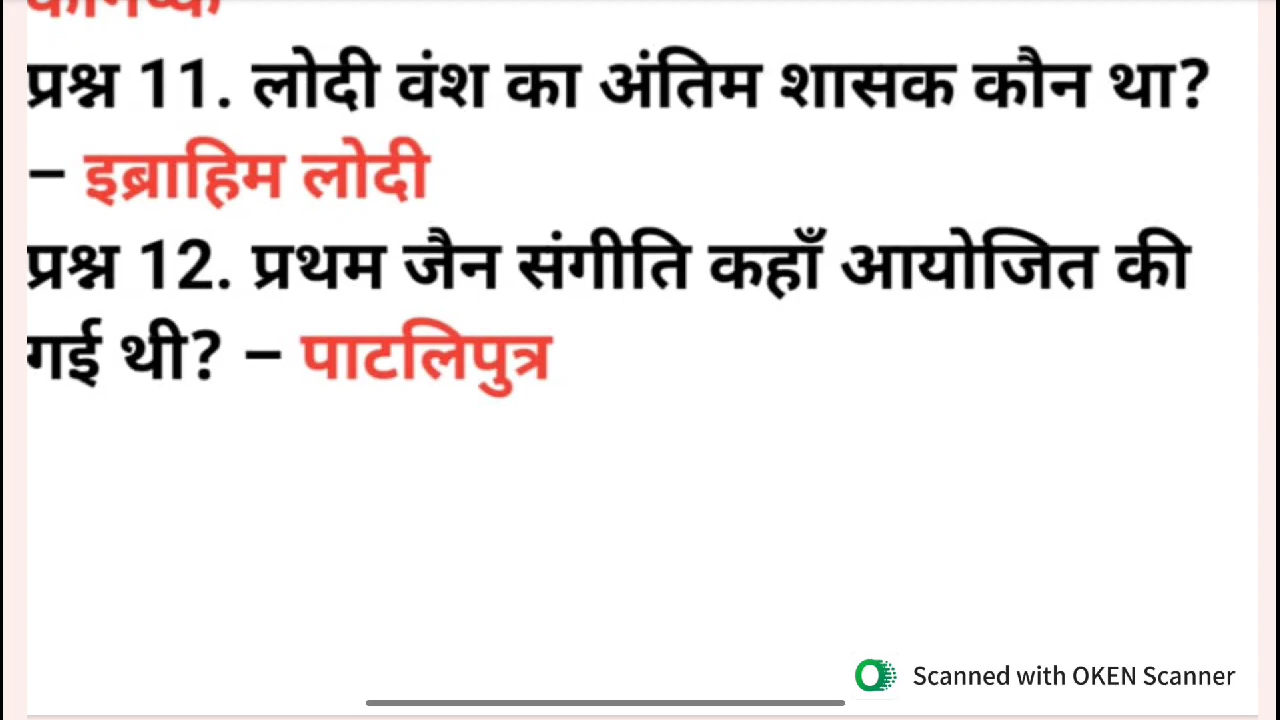 प्रश्न 11. लोदी वंश का अंतिम शासक कौन था?
– इब्राहिम लोदी
प्रश्न 12. प्रथम जैन संगीति कहाँ आयोजित की
गई थी? – पाटलिपुत्र
Scanned with OKEN Scanner